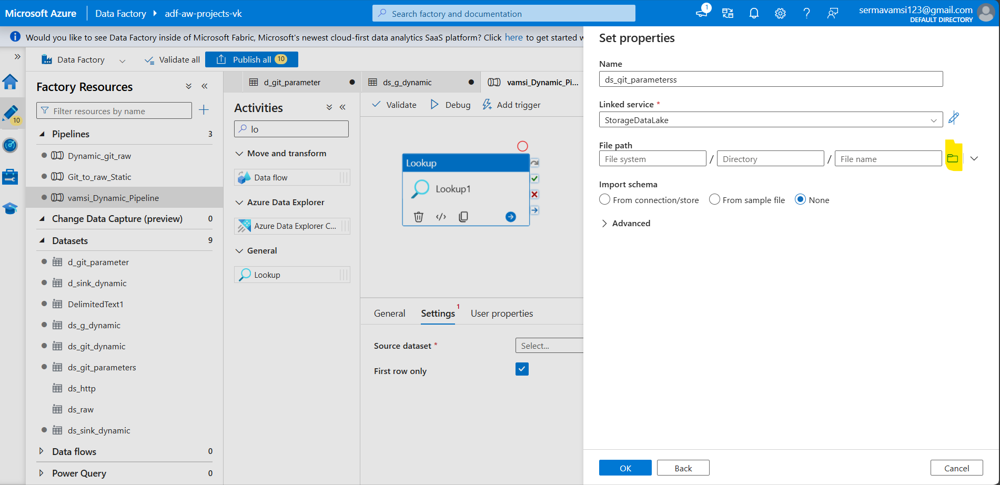 Microsoft Azure
Data Factory
adf-aw-projects-vk
Search factory and documentation
1
sermavamsi123@gmail.com
DEFAULT DIRECTORY
Would you like to see Data Factory inside of Microsoft Fabric, Microsoft's newest cloud-first data analytics SaaS platform? Click here to get started w
Data Factory
Validate all
Publish all 10
10
Factory Resources
Filter resources by name
Pipelines 3
Dynamic_git_raw
Git_to_raw_Static
vamsi_Dynamic_Pipeline
Change Data Capture (preview) 0
Datasets 9
d_git_parameter
d_sink_dynamic
DelimitedText1
ds_g_dynamic
ds_git_dynamic
ds_git_parameters
ds_http
ds_raw
ds_sink_dynamic
Data flows 0
Power Query 0
d_git_parameter
ds_g_dynamic
vamsi_Dynamic_Pi...
Activities
lo
Move and transform
Data flow
Azure Data Explorer
Azure Data Explorer C...
General
Lookup
Validate
Debug
Add trigger
Lookup
Lookup1
General
Settings 1
User properties
Source dataset *
Select...
First row only
Set properties
Name
ds_git_parameterss
Linked service *
StorageDataLake
File path
File system / Directory / File name
Import schema
From connection/store
From sample file
None
Advanced
OK
Back
Cancel